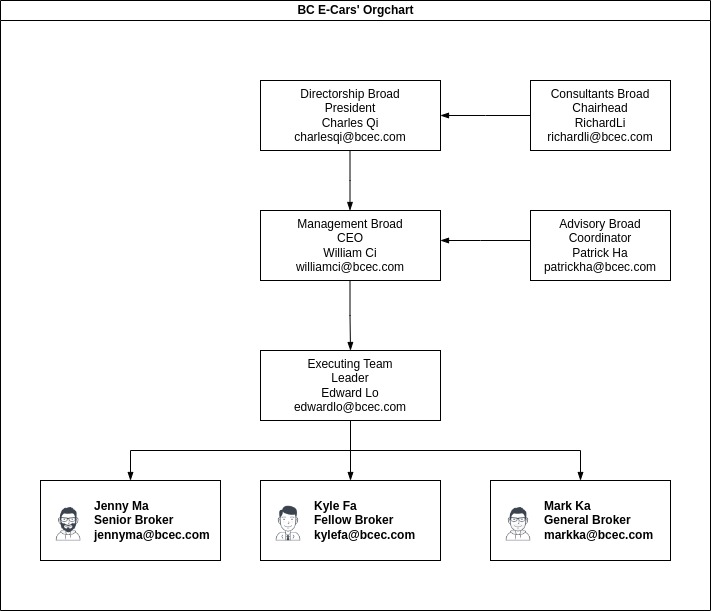 BC E-Cars' Orgchart
Directorship Broad
President
Charles Qi
charlesqi@bcec.com
Consultants Broad
Chairhead
RichardLi
richardli@bcec.com
Management Broad
CEO
William Ci
williamci@bcec.com
Advisory Broad
Coordinator
Patrick Ha
patrickha@bcec.com
Executing Team
Leader
Edward Lo
edwardlo@bcec.com
Jenny Ma
Senior Broker
jennyma@bcec.com
Kyle Fa
Fellow Broker
kylefa@bcec.com
Mark Ka
General Broker
markka@bcec.com